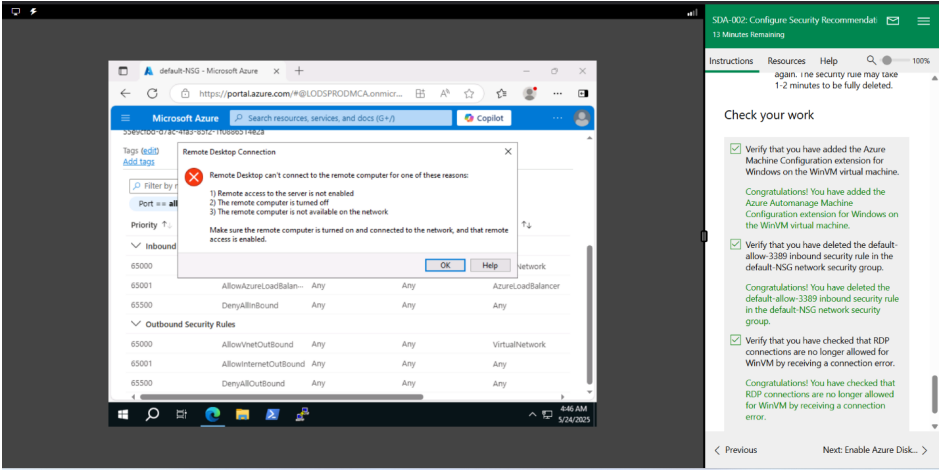 SDA-002: Configure Security Recommendati
13 Minutes Remaining
Instructions Resources Help 100%
default-NSG - Microsoft Azure
https://portal.azure.com/#@LODSPRODMCA.onmicr...
Microsoft Azure
Search resources, services, and docs (G+/)
Copilot
Tags (edit)
Add tags
Filter by
Port == all
Priority
Inbound
65000 Network
65001 AllowAzureLoadBalan... Any Any AzureLoadBalancer
65500 DenyAllInBound Any Any Any
Outbound Security Rules
65000 AllowVnetOutBound Any Any VirtualNetwork
65001 AllowInternetOutBound Any Any Any
65500 DenyAllOutBound Any Any Any
Remote Desktop Connection
Remote Desktop can't connect to the remote computer for one of these reasons:
1) Remote access to the server is not enabled
2) The remote computer is turned off
3) The remote computer is not available on the network
Make sure the remote computer is turned on and connected to the network, and that remote
access is enabled.
OK Help
4:46 AM
5/24/2025
again. The security rule may take
1-2 minutes to be fully deleted.
Check your work
Verify that you have added the Azure
Machine Configuration extension for
Windows on the WinVM virtual machine.
Congratulations! You have added the
Azure Automanage Machine
Configuration extension for Windows on
the WinVM virtual machine.
Verify that you have deleted the default-
allow-3389 inbound security rule in the
default-NSG network security group.
Congratulations! You have deleted the
default-allow-3389 inbound security rule
in the default-NSG network security
group.
Verify that you have checked that RDP
connections are no longer allowed for
WinVM by receiving a connection error.
Congratulations! You have checked that
RDP connections are no longer allowed
for WinVM by receiving a connection
error.
Previous
Next: Enable Azure Disk...